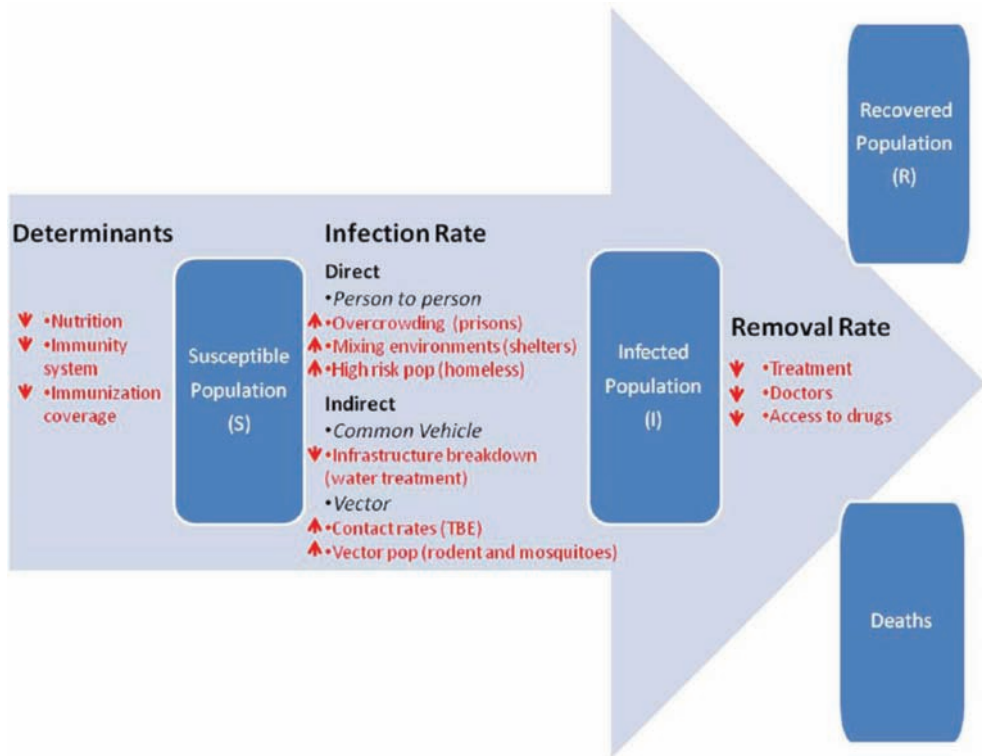 Determinants
•Nutrition
•Immunity
system
•Immunization
coverage
Susceptible
Population
(S)
Infection Rate
Direct
•Person to person
•Overcrowding (prisons)
•Mixing environments (shelters)
•High risk pop (homeless)
Indirect
•Common Vehicle
•Infrastructure breakdown
(water treatment)
•Vector
•Contact rates (TBE)
•Vector pop (rodent and mosquitoes)
Infected
Population
(I)
Removal Rate
•Treatment
•Doctors
•Access to drugs
Recovered
Population
(R)
Deaths